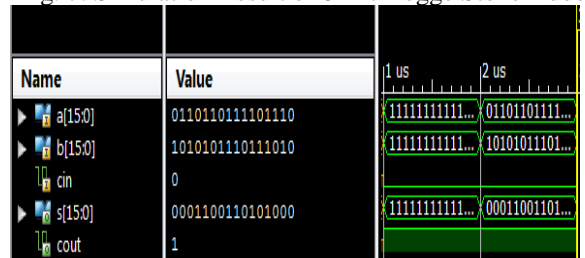 Name Value 1 us 2 us
a[15:0] 0110110111101110 11111111111... 01101101111...
b[15:0] 1010101110111010 11111111111... 10101011101...
cin 0
s[15:0] 0001100110101000 11111111111... 00011001101...
cout 1